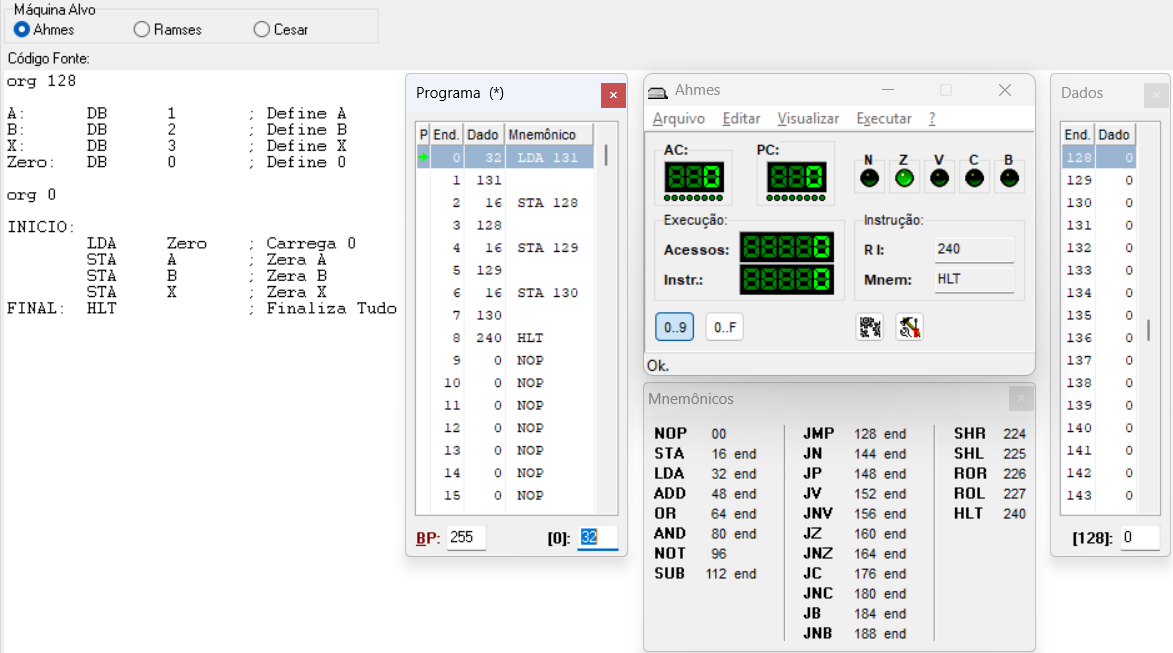 Máquina Alvo
Ahmes Ramses Cesar
Código Fonte:
org 128
A: DB 1 ; Define A
B: DB 2 ; Define B
X: DB 3 ; Define X
Zero: DB 0 ; Define 0
org 0
INICIO:
LDA Zero ; Carrega 0
STA A ; Zera A
STA B ; Zera B
STA X ; Zera X
FINAL: HLT ; Finaliza Tudo
Programa (*)
P End. Dado Mnemônico
0 32 LDA 131
1 131
2 16 STA 128
3 128
4 16 STA 129
5 129
6 16 STA 130
7 130
8 240 HLT
9 0 NOP
10 0 NOP
11 0 NOP
12 0 NOP
13 0 NOP
14 0 NOP
15 0 NOP
BP: 255 [0]: 32
Ahmes
Arquivo Editar Visualizar Executar ?
AC: PC: N Z V C B
0 0
Execução: Instrução:
Acessos: 0 R I: 240
Instr.: 0 Mnem: HLT
0..9 0..F
Ok.
Mnemônicos
NOP 00 JMP 128 end SHR 224
STA 16 end JN 144 end SHL 225
LDA 32 end JP 148 end ROR 226
ADD 48 end JV 152 end ROL 227
OR 64 end JNV 156 end HLT 240
AND 80 end JZ 160 end
NOT 96 JNZ 164 end
SUB 112 end JC 176 end
JNC 180 end
JB 184 end
JNB 188 end
Dados
End. Dado
128 0
129 0
130 0
131 0
132 0
133 0
134 0
135 0
136 0
137 0
138 0
139 0
140 0
141 0
142 0
143 0
[128]: 0